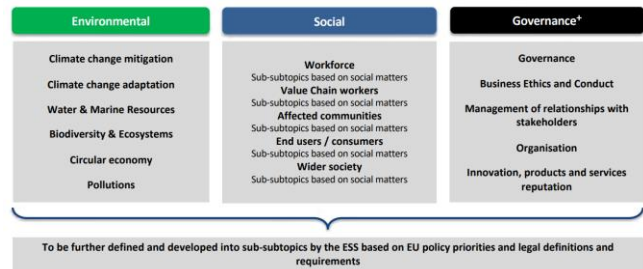 Environmental
Climate change mitigation
Climate change adaptation
Water & Marine Resources
Biodiversity & Ecosystems
Circular economy
Pollutions
Social
Workforce
Sub-subtopics based on social matters
Value Chain workers
Sub-subtopics based on social matters
Affected communities
Sub-subtopics based on social matters
End users / consumers
Sub-subtopics based on social matters
Wider society
Sub-subtopics based on social matters
Governance+
Governance
Business Ethics and Conduct
Management of relationships with
stakeholders
Organisation
Innovation, products and services
reputation
To be further defined and developed into sub-subtopics by the ESS based on EU policy priorities and legal definitions and
requirements